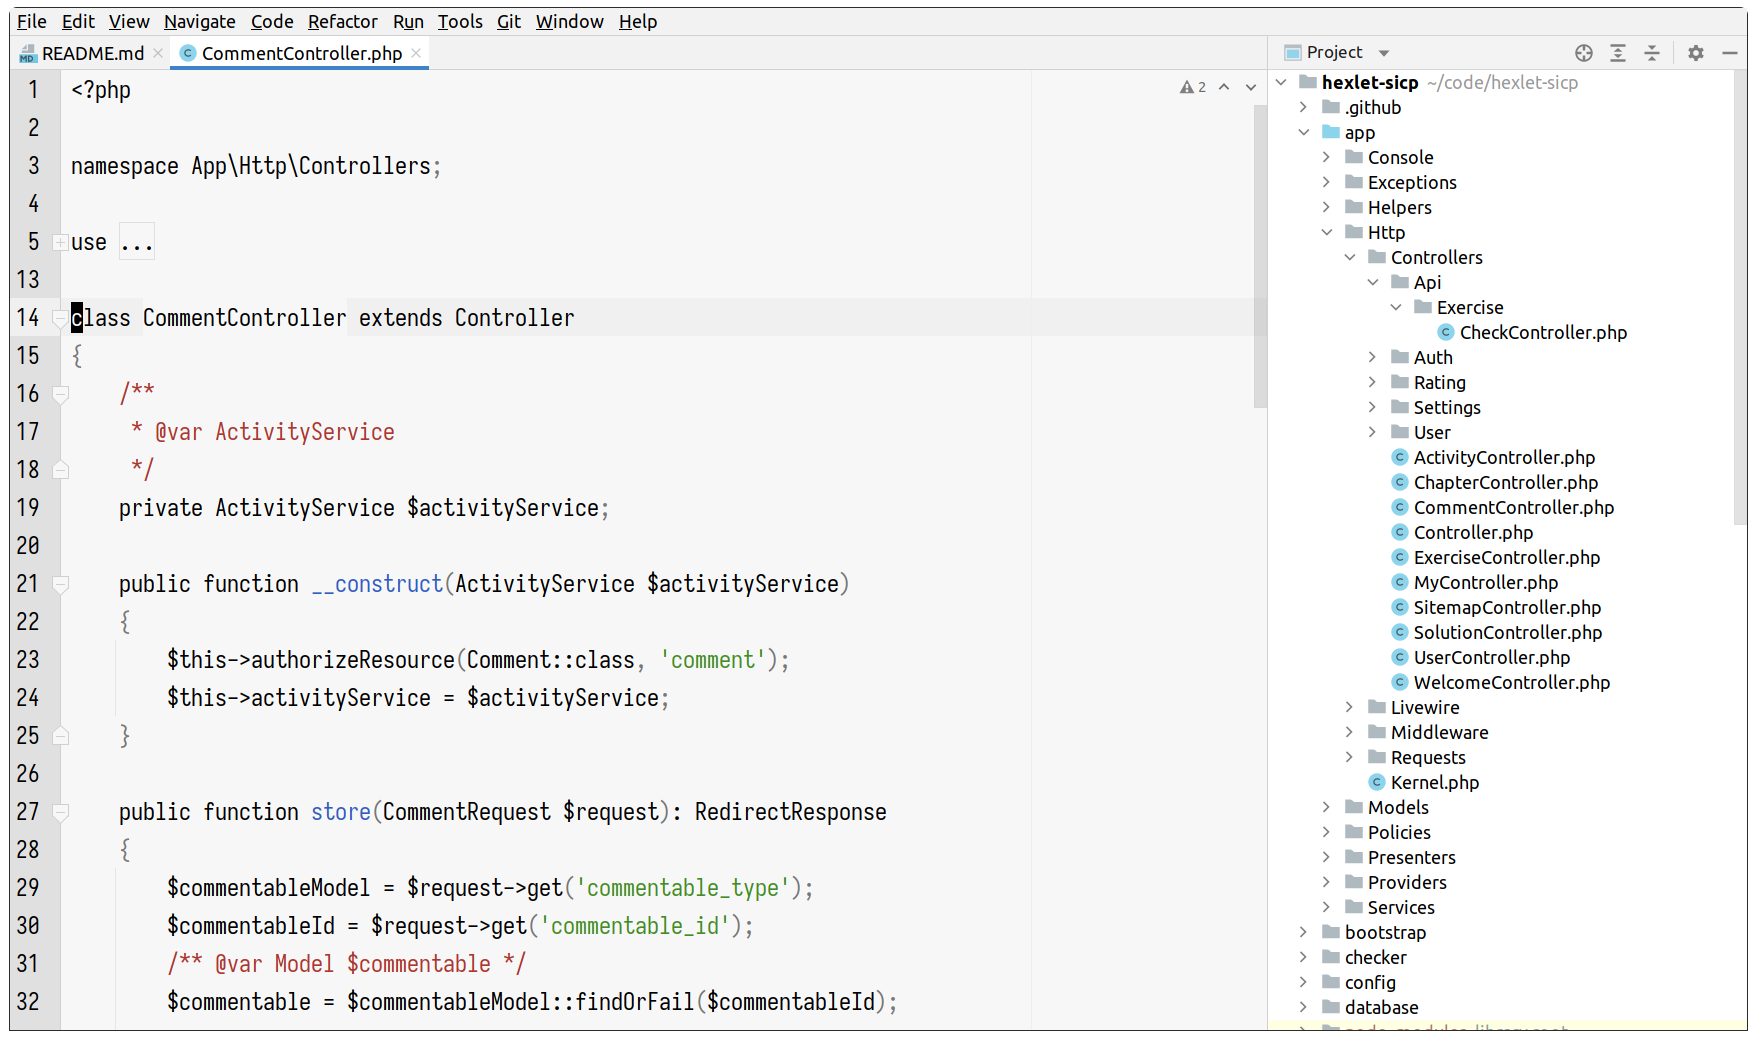 File Edit View Navigate Code Refactor Run Tools Git Window Help
README.md CommentController.php
1 <?php
2
3 namespace App\Http\Controllers;
4
5 use ...
13
14 class CommentController extends Controller
15 {
16 /**
17 * @var ActivityService
18 */
19 private ActivityService $activityService;
20
21 public function __construct(ActivityService $activityService)
22 {
23 $this->authorizeResource(Comment::class, 'comment');
24 $this->activityService = $activityService;
25 }
26
27 public function store(CommentRequest $request): RedirectResponse
28 {
29 $commentableModel = $request->get('commentable_type');
30 $commentableId = $request->get('commentable_id');
31 /** @var Model $commentable */
32 $commentable = $commentableModel::findOrFail($commentableId);
2
Project
hexlet-sicp ~/code/hexlet-sicp
.github
app
Console
Exceptions
Helpers
Http
Controllers
Api
Exercise
CheckController.php
Auth
Rating
Settings
User
ActivityController.php
ChapterController.php
CommentController.php
Controller.php
ExerciseController.php
MyController.php
SitemapController.php
SolutionController.php
UserController.php
WelcomeController.php
Livewire
Middleware
Requests
Kernel.php
Models
Policies
Presenters
Providers
Services
bootstrap
checker
config
database